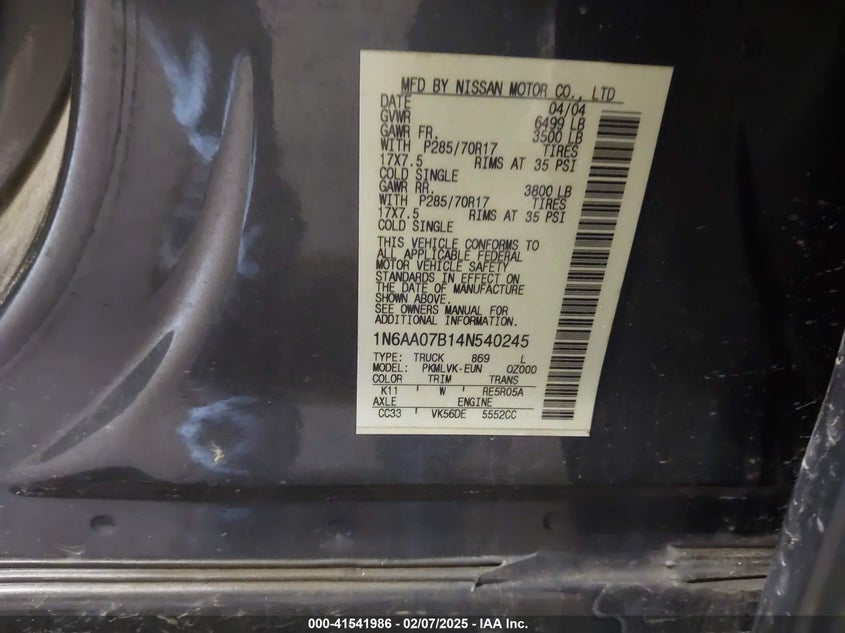 MFD BY NISSAN MOTOR CO., LTD
DATE 04/04
GVWR 6499 LB
GAWR FR. 3500 LB
WITH P285/70R17 TIRES
17X7.5 RIMS AT 35 PSI
COLD SINGLE
GAWR RR. 3800 LB
WITH P285/70R17 TIRES
17X7.5 RIMS AT 35 PSI
COLD SINGLE
THIS VEHICLE CONFORMS TO
ALL APPLICABLE FEDERAL
MOTOR VEHICLE SAFETY
STANDARDS IN EFFECT ON
THE DATE OF MANUFACTURE
SHOWN ABOVE.
SEE OWNERS MANUAL FOR
ADDITIONAL INFORMATION.
1N6AA07B14N540245
TYPE: TRUCK 869 L
MODEL: PKMLVK-EUN OZ000
COLOR TRIM TRANS
K11 W RE5R05A
AXLE ENGINE
CC33 VK56DE 5552CC
000-41541986 - 02/07/2025 - IAA Inc.